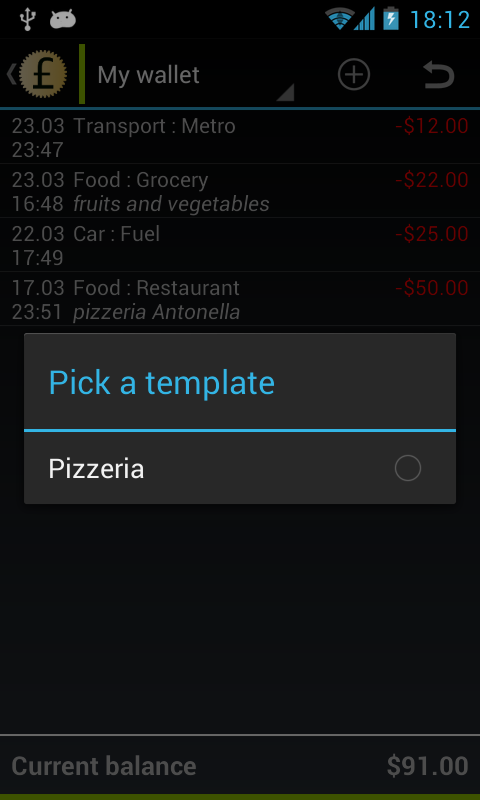 18:12
£ My wallet
23.03 Transport : Metro -$12.00
23:47
23.03 Food : Grocery -$22.00
16:48 fruits and vegetables
22.03 Car : Fuel -$25.00
17:49
17.03 Food : Restaurant -$50.00
23:51 pizzeria Antonella
Pick a template
Pizzeria
Current balance $91.00